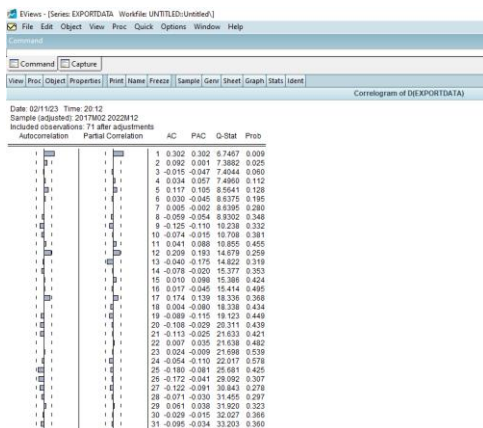 EViews - [Series: EXPORTDATA Workfile: UNTITLED::Untitled\]
File Edit Object View Proc Quick Options Window Help
Command
Command Capture
View Proc Object Properties Print Name Freeze Sample Genr Sheet Graph Stats Ident
Correlogram of D(EXPORTDATA)
Date: 02/11/23 Time: 20:12
Sample (adjusted): 2017M02 2022M12
Included observations: 71 after adjustments
Autocorrelation Partial Correlation AC PAC Q-Stat Prob
1 0.302 0.302 6.7467 0.009
2 0.092 0.001 7.3882 0.025
3 -0.015 -0.047 7.4044 0.060
4 0.034 0.057 7.4960 0.112
5 0.117 0.105 8.5641 0.128
6 0.030 -0.045 8.6375 0.195
7 0.005 -0.002 8.6395 0.280
8 -0.059 -0.054 8.9302 0.348
9 -0.125 -0.110 10.238 0.332
10 -0.074 -0.015 10.708 0.381
11 0.041 0.088 10.855 0.455
12 0.209 0.193 14.679 0.259
13 -0.040 -0.175 14.822 0.319
14 -0.078 -0.020 15.377 0.353
15 0.010 0.098 15.386 0.424
16 0.017 -0.045 15.414 0.495
17 0.174 0.139 18.336 0.368
18 0.004 -0.080 18.338 0.434
19 -0.089 -0.115 19.123 0.449
20 -0.108 -0.029 20.311 0.439
21 -0.113 -0.025 21.633 0.421
22 0.007 0.035 21.638 0.482
23 0.024 -0.009 21.698 0.539
24 -0.054 -0.110 22.017 0.578
25 -0.180 -0.081 25.681 0.425
26 -0.172 -0.041 29.092 0.307
27 -0.122 -0.091 30.843 0.278
28 -0.071 -0.030 31.455 0.297
29 0.061 0.038 31.920 0.323
30 -0.029 -0.015 32.027 0.366
31 -0.095 -0.034 33.203 0.360